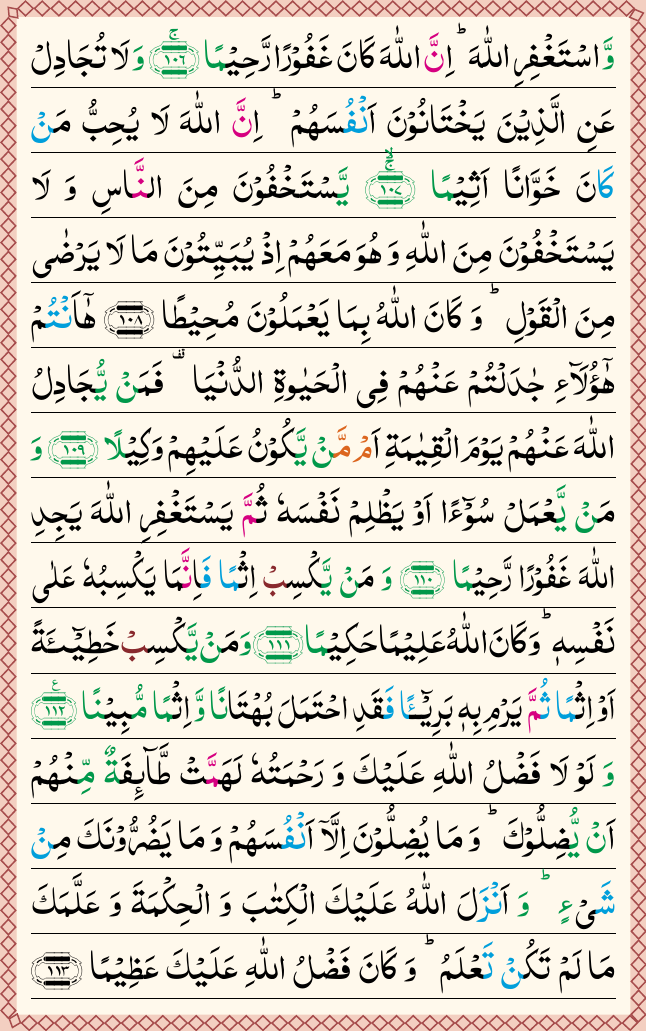 وَّاسْتَغْفِرِ اللّٰهَ ؕ اِنَّ اللّٰهَ كَانَ غَفُوْرًا رَّحِيْمًا ۚ﴿۱۰۶﴾ وَلَا تُجَادِلْ
عَنِ الَّذِيْنَ يَخْتَانُوْنَ اَنْفُسَهُمْ ؕ اِنَّ اللّٰهَ لَا يُحِبُّ مَنْ
كَانَ خَوَّانًا اَثِيْمًا ۚۙ﴿۱۰۷﴾ يَّسْتَخْفُوْنَ مِنَ النَّاسِ وَ لَا
يَسْتَخْفُوْنَ مِنَ اللّٰهِ وَ هُوَ مَعَهُمْ اِذْ يُبَيِّتُوْنَ مَا لَا يَرْضٰى
مِنَ الْقَوْلِ ؕ وَ كَانَ اللّٰهُ بِمَا يَعْمَلُوْنَ مُحِيْطًا ﴿۱۰۸﴾ هٰۤاَنْتُمْ
هٰۤؤُلَآءِ جٰدَلْتُمْ عَنْهُمْ فِى الْحَيٰوةِ الدُّنْيَا ۟ فَمَنْ يُّجَادِلُ
اللّٰهَ عَنْهُمْ يَوْمَ الْقِيٰمَةِ اَمْ مَّنْ يَّكُوْنُ عَلَيْهِمْ وَكِيْلًا ﴿۱۰۹﴾ وَ
مَنْ يَّعْمَلْ سُوْٓءًا اَوْ يَظْلِمْ نَفْسَهٗ ثُمَّ يَسْتَغْفِرِ اللّٰهَ يَجِدِ
اللّٰهَ غَفُوْرًا رَّحِيْمًا ﴿۱۱۰﴾ وَ مَنْ يَّكْسِبْ اِثْمًا فَاِنَّمَا يَكْسِبُهٗ عَلٰى
نَفْسِهٖ ؕ وَكَانَ اللّٰهُ عَلِيْمًا حَكِيْمًا ﴿۱۱۱﴾ وَمَنْ يَّكْسِبْ خَطِيْٓـَٔةً
اَوْ اِثْمًا ثُمَّ يَرْمِ بِهٖ بَرِيْٓـًٔا فَقَدِ احْتَمَلَ بُهْتَانًا وَّ اِثْمًا مُّبِيْنًا ﴿۱۱۲﴾ ع
وَ لَوْ لَا فَضْلُ اللّٰهِ عَلَيْكَ وَ رَحْمَتُهٗ لَهَمَّتْ طَّآىِٕفَةٌ مِّنْهُمْ
اَنْ يُّضِلُّوْكَ ؕ وَ مَا يُضِلُّوْنَ اِلَّاۤ اَنْفُسَهُمْ وَ مَا يَضُرُّوْنَكَ مِنْ
شَىْءٍ ؕ وَ اَنْزَلَ اللّٰهُ عَلَيْكَ الْكِتٰبَ وَ الْحِكْمَةَ وَ عَلَّمَكَ
مَا لَمْ تَكُنْ تَعْلَمُ ؕ وَ كَانَ فَضْلُ اللّٰهِ عَلَيْكَ عَظِيْمًا ﴿۱۱۳﴾